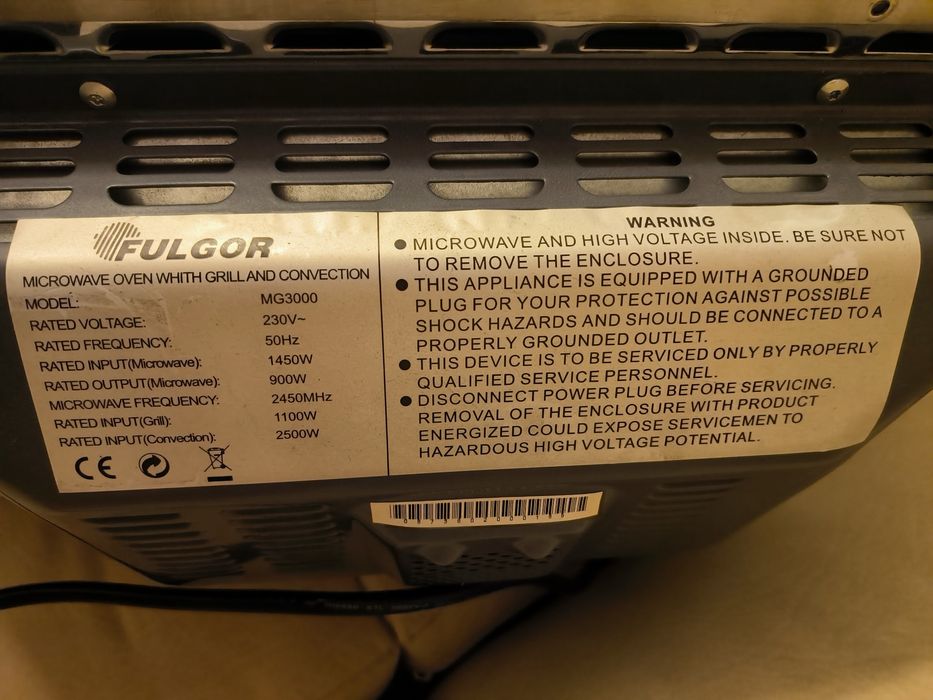 FULGOR
MICROWAVE OVEN WHITH GRILL AND CONVECTION
MODEL: MG3000
RATED VOLTAGE: 230V~
RATED FREQUENCY: 50Hz
RATED INPUT(Microwave): 1450W
RATED OUTPUT(Microwave): 900W
MICROWAVE FREQUENCY: 2450MHz
RATED INPUT(Grill): 1100W
RATED INPUT(Convection): 2500W
CE
WARNING
● MICROWAVE AND HIGH VOLTAGE INSIDE. BE SURE NOT
TO REMOVE THE ENCLOSURE.
● THIS APPLIANCE IS EQUIPPED WITH A GROUNDED
PLUG FOR YOUR PROTECTION AGAINST POSSIBLE
SHOCK HAZARDS AND SHOULD BE CONNECTED TO A
PROPERLY GROUNDED OUTLET.
● THIS DEVICE IS TO BE SERVICED ONLY BY PROPERLY
QUALIFIED SERVICE PERSONNEL.
● DISCONNECT POWER PLUG BEFORE SERVICING.
REMOVAL OF THE ENCLOSURE WITH PRODUCT
ENERGIZED COULD EXPOSE SERVICEMEN TO
HAZARDOUS HIGH VOLTAGE POTENTIAL.